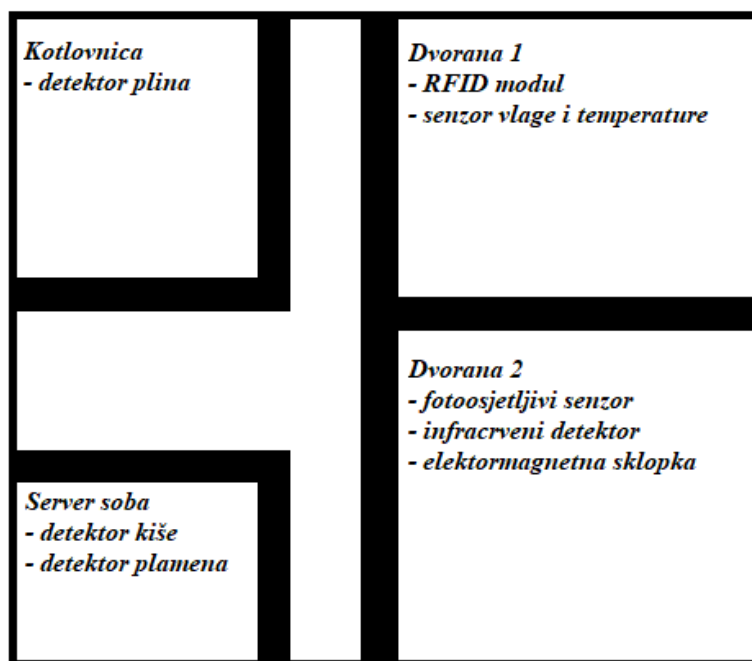 Kotlovnica
- detektor plina
Dvorana 1
- RFID modul
- senzor vlage i temperature
Dvorana 2
- fotoosjetljivi senzor
- infracrveni detektor
- elektormagnetna sklopka
Server soba
- detektor kiše
- detektor plamena